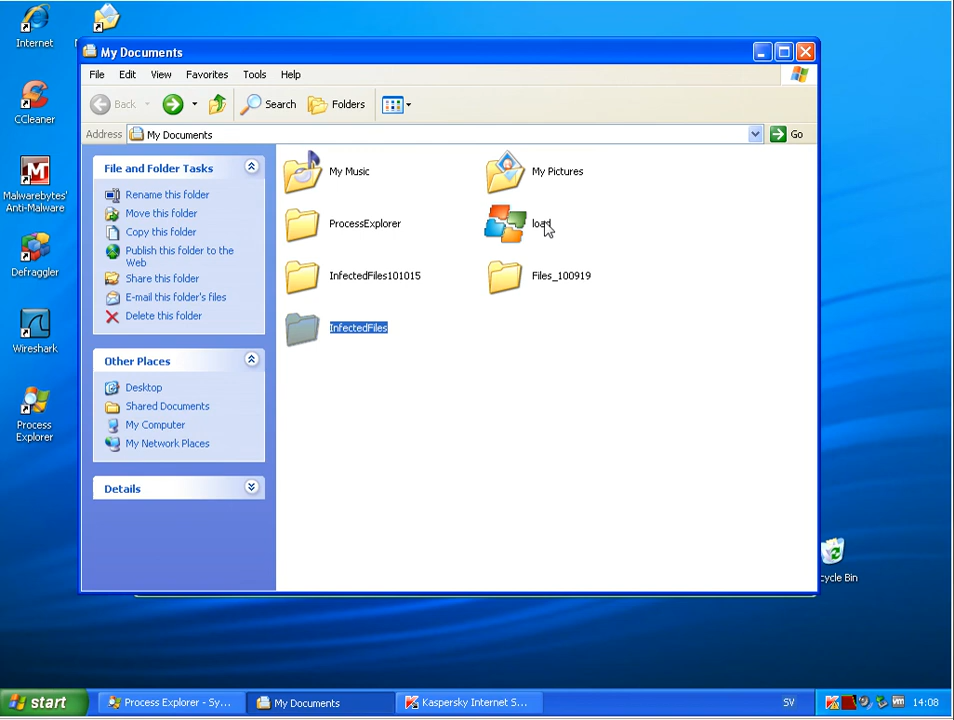 Internet
CCleaner
Malwarebytes'
Anti-Malware
Defraggler
Wireshark
Process
Explorer
My Documents
File Edit View Favorites Tools Help
Back Search Folders
Address My Documents Go
File and Folder Tasks
Rename this folder
Move this folder
Copy this folder
Publish this folder to the
Web
Share this folder
E-mail this folder's files
Delete this folder
Other Places
Desktop
Shared Documents
My Computer
My Network Places
Details
My Music
My Pictures
ProcessExplorer
load
InfectedFiles101015
Files_100919
InfectedFiles
cycle Bin
start
Process Explorer - Sy...
My Documents
Kaspersky Internet S...
SV
14:08